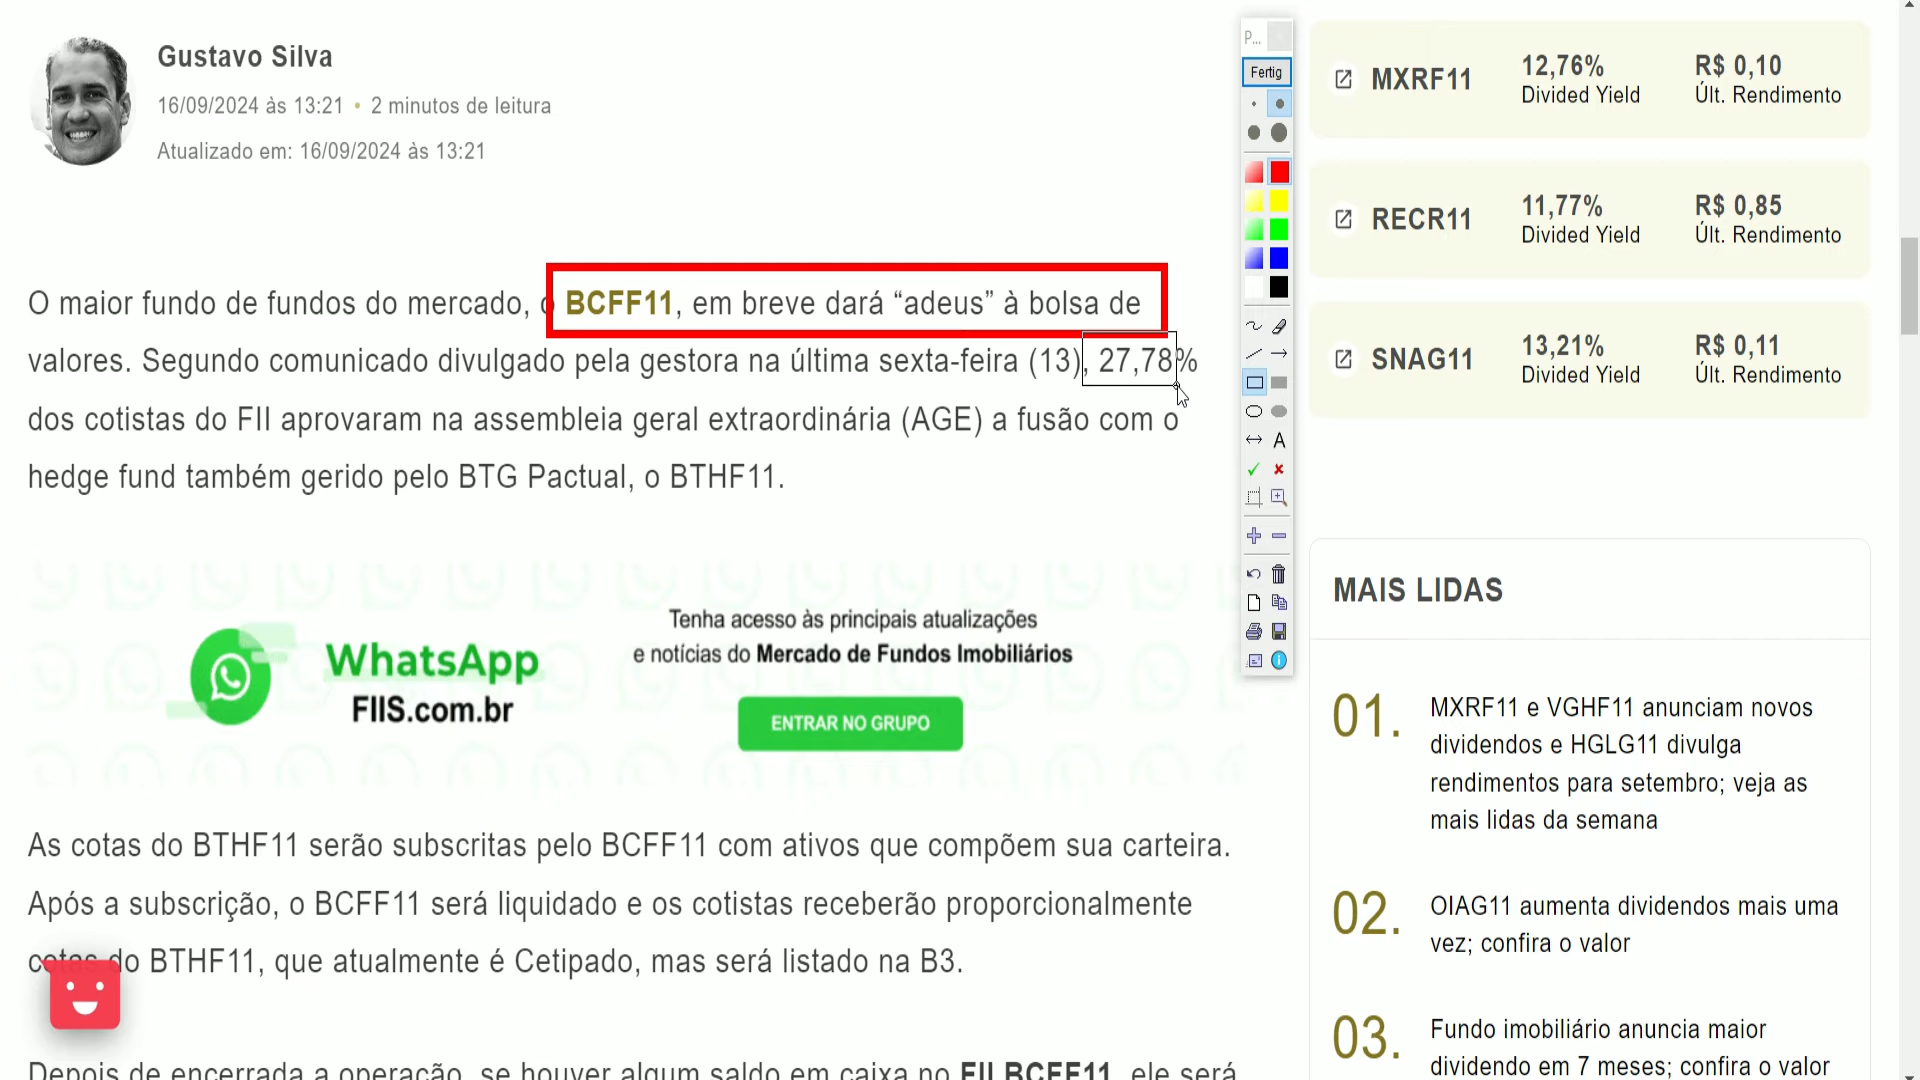 Gustavo Silva
16/09/2024 às 13:21 • 2 minutos de leitura
Atualizado em: 16/09/2024 às 13:21
O maior fundo de fundos do mercado, o BCFF11, em breve dará “adeus” à bolsa de
valores. Segundo comunicado divulgado pela gestora na última sexta-feira (13), 27,78%
dos cotistas do FII aprovaram na assembleia geral extraordinária (AGE) a fusão com o
hedge fund também gerido pelo BTG Pactual, o BTHF11.
WhatsApp
FIIS.com.br
Tenha acesso às principais atualizações
e notícias do Mercado de Fundos Imobiliários
ENTRAR NO GRUPO
As cotas do BTHF11 serão subscritas pelo BCFF11 com ativos que compõem sua carteira.
Após a subscrição, o BCFF11 será liquidado e os cotistas receberão proporcionalmente
cotas do BTHF11, que atualmente é Cetipado, mas será listado na B3.
Depois de encerrada a operação, se houver algum saldo em caixa no FII BCFF11, ele será
P...
Fertig
A
MXRF11
12,76%
Divided Yield
R$ 0,10
Últ. Rendimento
RECR11
11,77%
Divided Yield
R$ 0,85
Últ. Rendimento
SNAG11
13,21%
Divided Yield
R$ 0,11
Últ. Rendimento
MAIS LIDAS
01.
MXRF11 e VGHF11 anunciam novos
dividendos e HGLG11 divulga
rendimentos para setembro; veja as
mais lidas da semana
02.
OIAG11 aumenta dividendos mais uma
vez; confira o valor
03.
Fundo imobiliário anuncia maior
dividendo em 7 meses; confira o valor